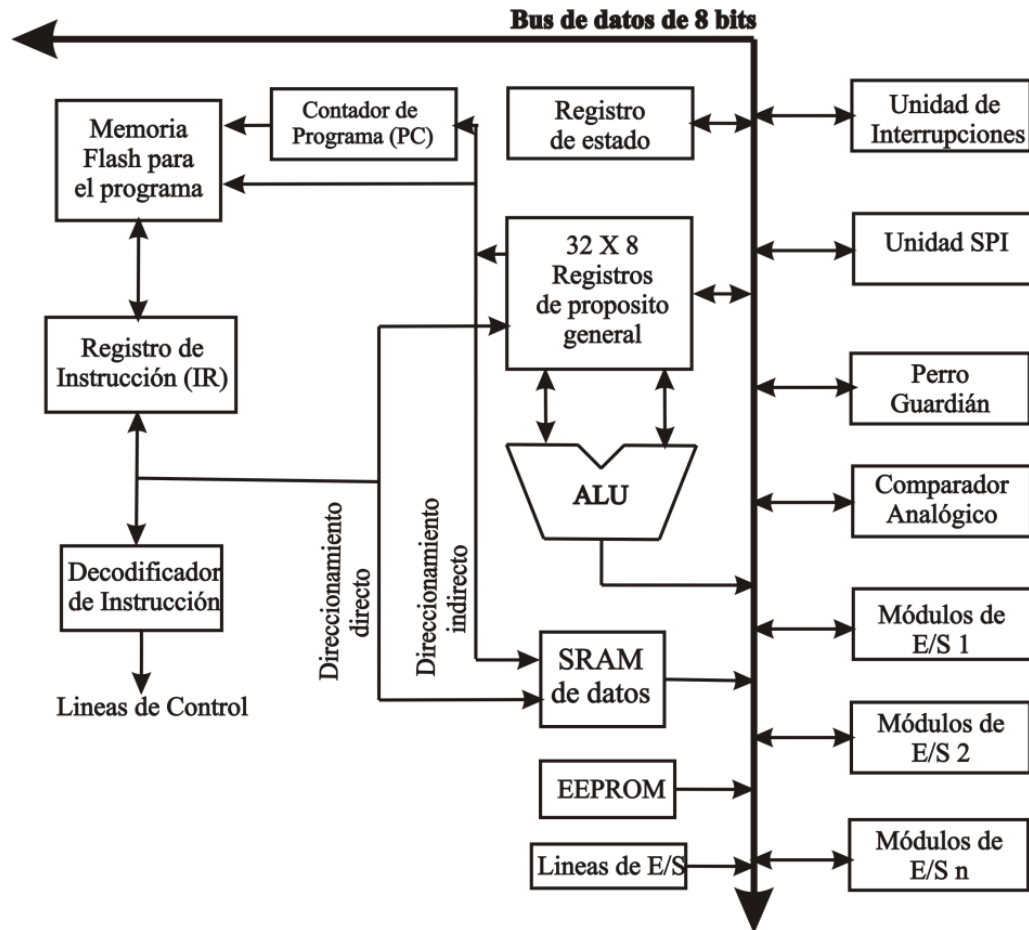 Bus de datos de 8 bits
Memoria
Flash para
el programa
Contador de
Programa (PC)
Registro
de estado
Unidad de
Interrupciones
32 X 8
Registros
de proposito
general
Unidad SPI
Registro de
Instrucción (IR)
Perro
Guardián
ALU
Comparador
Analógico
Decodificador
de Instrucción
Direccionamiento
directo
Direccionamiento
indirecto
Lineas de Control
SRAM
de datos
Módulos de
E/S 1
Módulos de
E/S 2
EEPROM
Lineas de E/S
Módulos de
E/S n